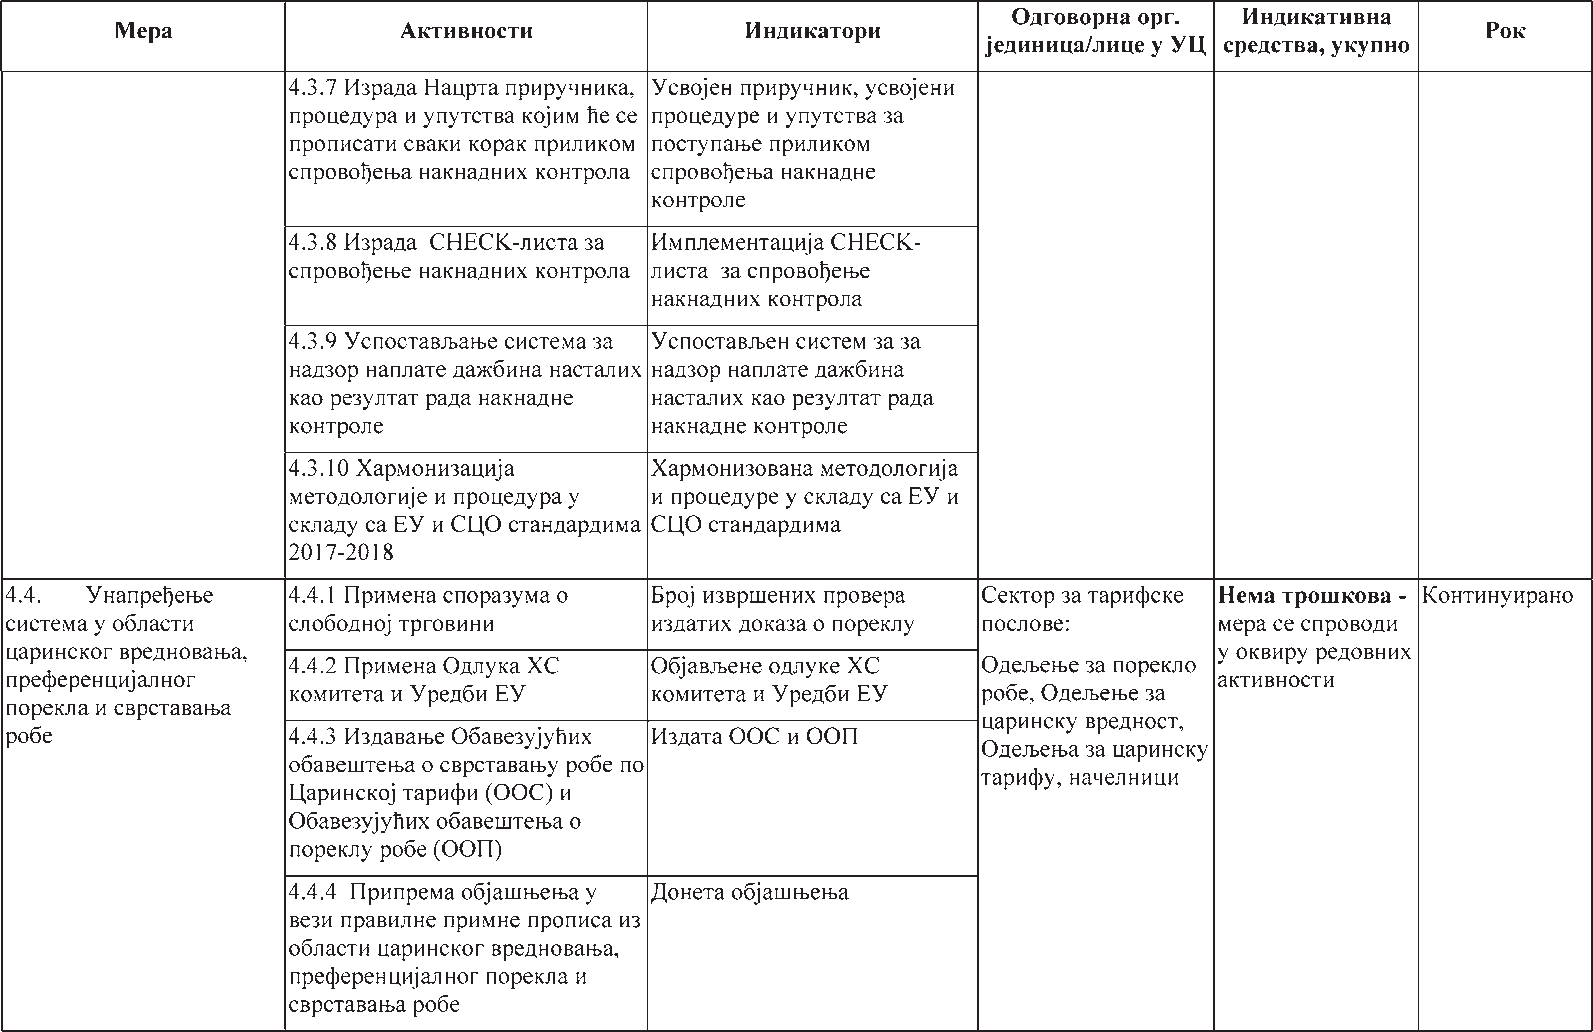 Мера
Активности
Индикатори
Одговорна орг.
јединица/лице у УЦ
Индикативна
средства, укупно
Рок
4.3.7 Израда Нацрта приручника,
процедура и упутства којим ће се
прописати сваки корак приликом
спровођења накнадних контрола
Усвојен приручник, усвојени
процедуре и упутства за
поступање приликом
спровођења накнадне
контроле
4.3.8 Израда  CHECK-листа за
спровођење накнадних контрола
Имплементација CHECK-
листа  за спровођење
накнадних контрола
4.3.9 Успостављање система за
надзор наплате дажбина насталих
као резултат рада накнадне
контроле
Успостављен систем за за
надзор наплате дажбина
насталих као резултат рада
накнадне контроле
4.3.10 Хармонизација
методологије и процедура у
складу са ЕУ и СЦО стандардима
2017-2018
Хармонизована методологија
и процедуре у складу са ЕУ и
СЦО стандардима
4.4. Унапређење
система у области
царинског вредновања,
преференцијалног
порекла и сврставања
робе
4.4.1 Примена споразума о
слободној трговини
Број извршених провера
издатих доказа о пореклу
4.4.2 Примена Одлука ХС
комитета и Уредби ЕУ
Објављене одлуке ХС
комитета и Уредби ЕУ
4.4.3 Издавање Обавезујућих
обавештења о сврставању робе по
Царинској тарифи (ООС) и
Обавезујућих обавештења о
пореклу робе (ООП)
Издата ООС и ООП
4.4.4  Припрема објашњења у
вези правилне примне прописа из
области царинског вредновања,
преференцијалног порекла и
сврставања робе
Донета објашњења
Сектор за тарифске
послове:
Одељење за порекло
робе, Одељење за
царинску вредност,
Одељења за царинску
тарифу, начелници
Нема трошкова -
мера се спроводи
у оквиру редовних
активности
Континуирано